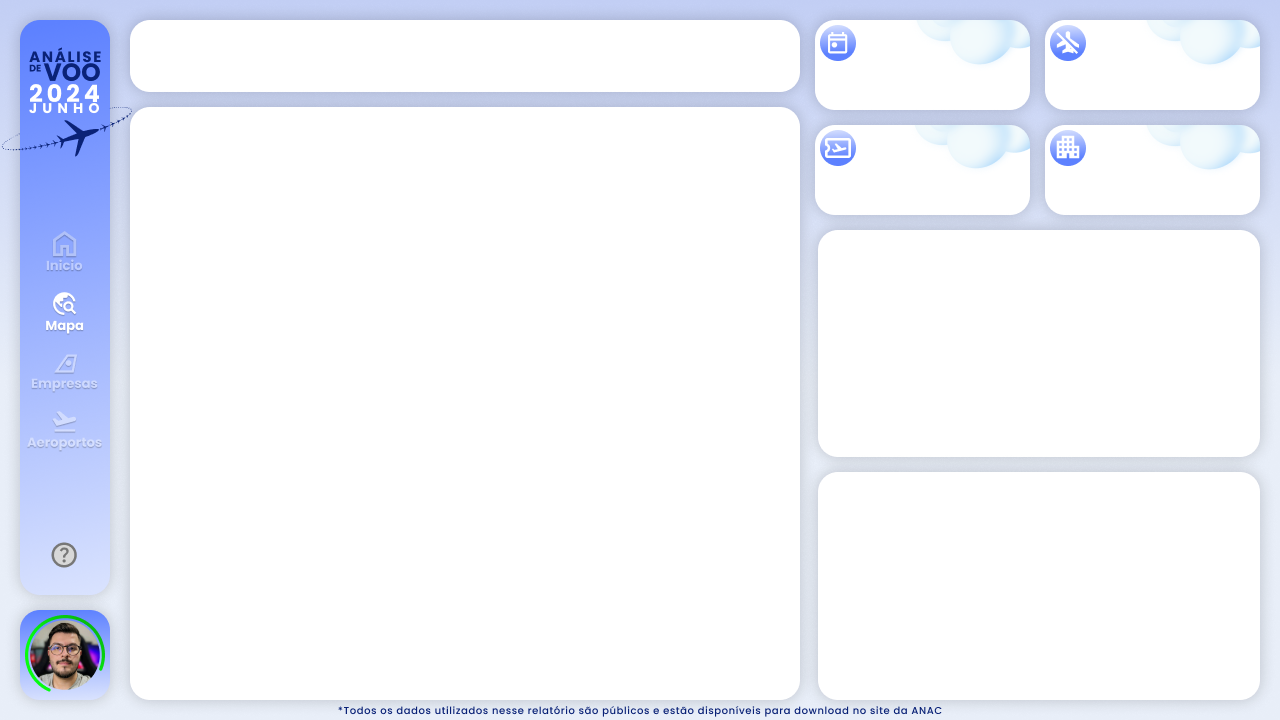 ANÁLISE
DE VOO
2024
JUNHO
Inicio
Mapa
Empresas
Aeroportos
?
*Todos os dados utilizados nesse relatório são públicos e estão disponíveis para download no site da ANAC